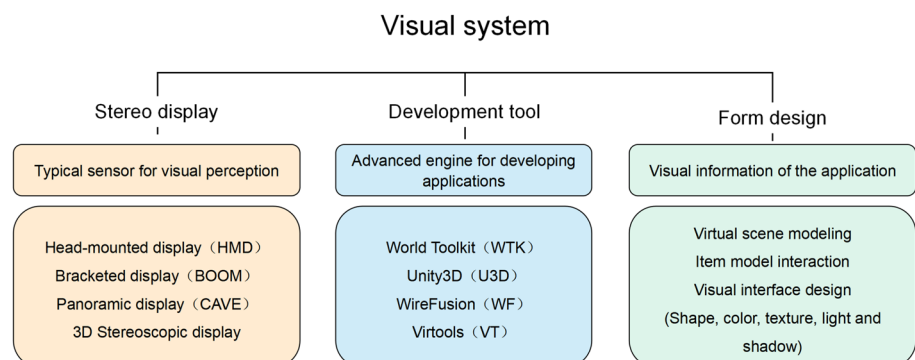 Visual system
Stereo display
Development tool
Form design
Typical sensor for visual perception
Advanced engine for developing
applications
Visual information of the application
Head-mounted display（HMD）
Bracketed display（BOOM）
Panoramic display（CAVE）
3D Stereoscopic display
World Toolkit（WTK）
Unity3D（U3D）
WireFusion（WF）
Virtools（VT）
Virtual scene modeling
Item model interaction
Visual interface design
(Shape, color, texture, light and
shadow)